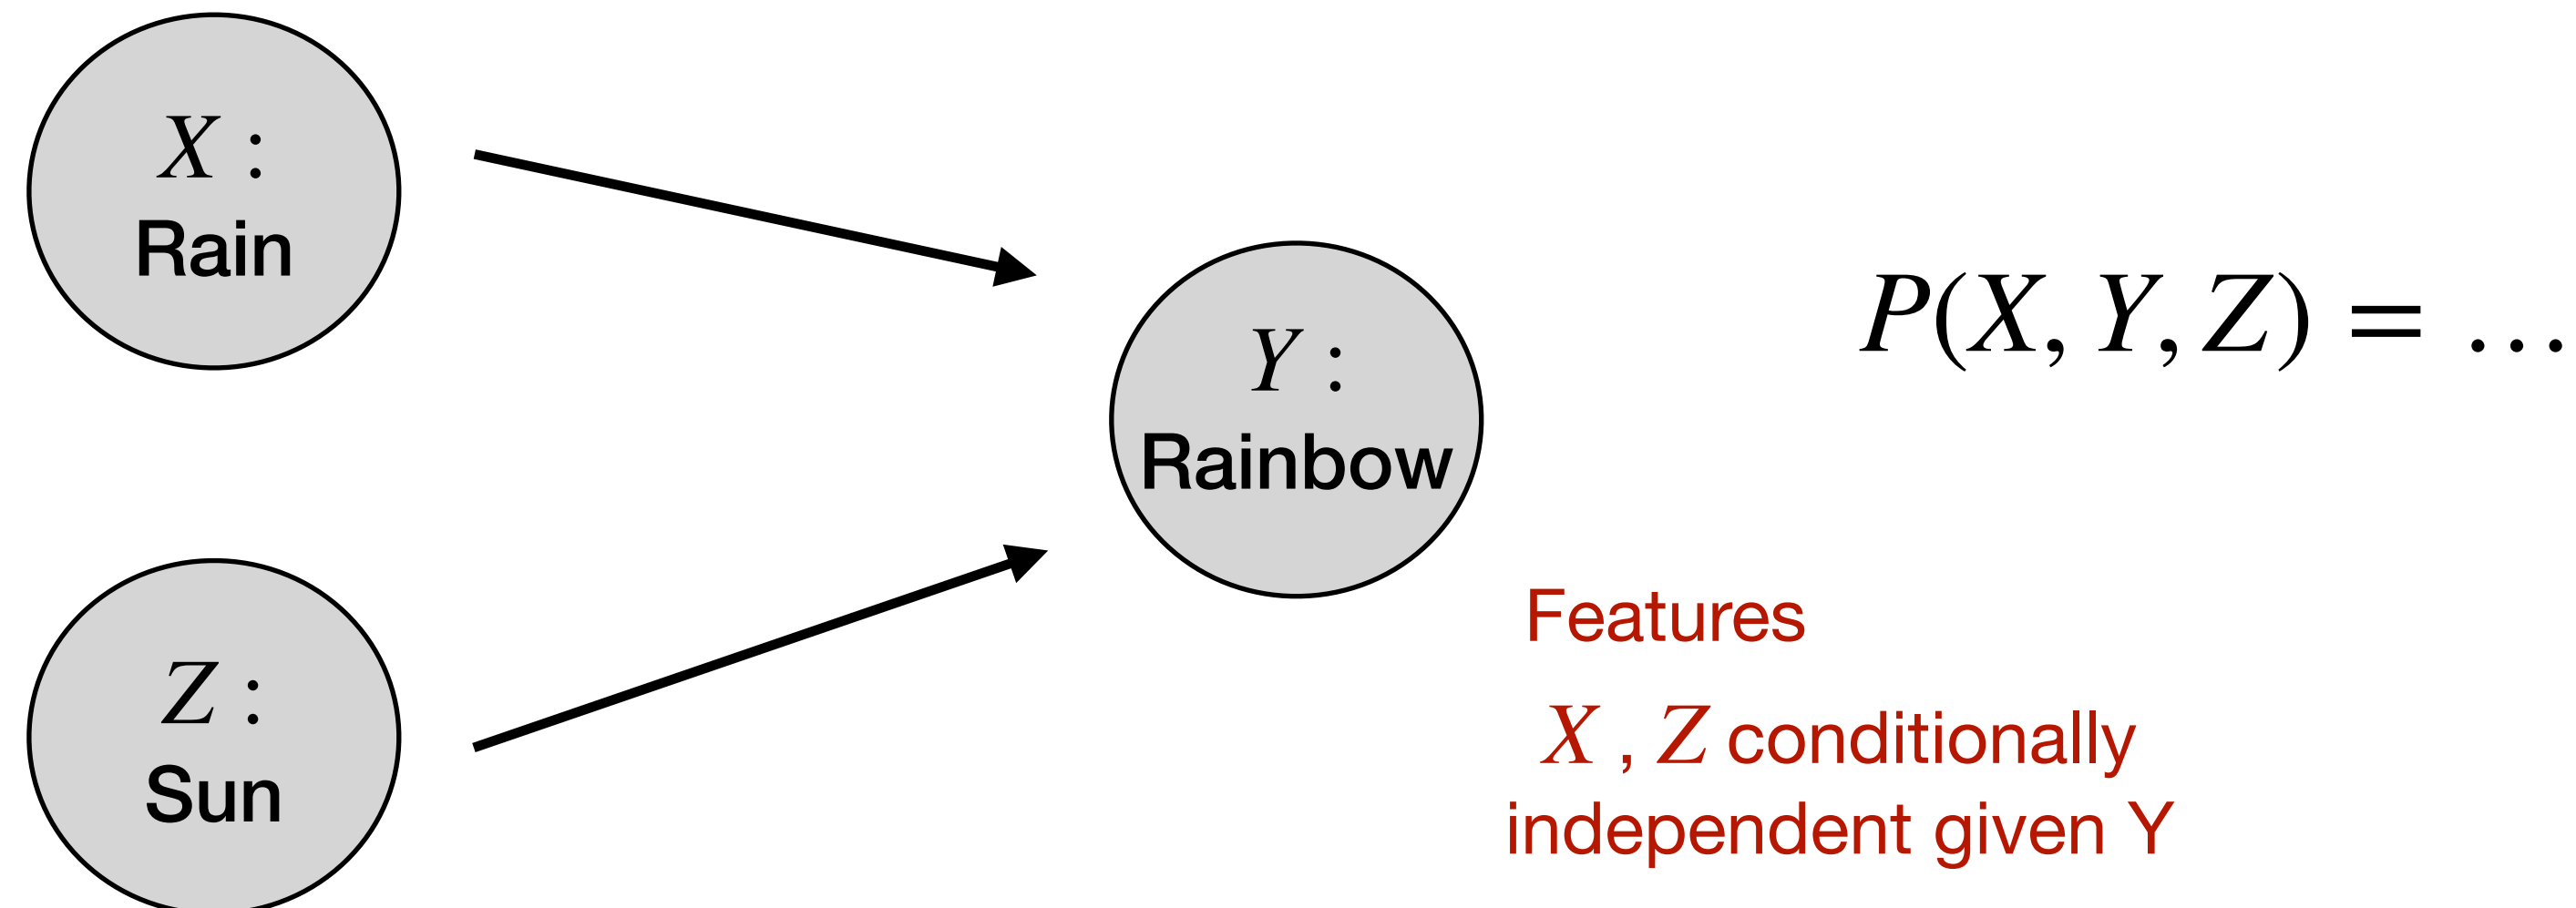 X :
Rain
Z :
Sun
Y :
Rainbow
P(X, Y, Z) = …
Features
X , Z conditionally
independent given Y